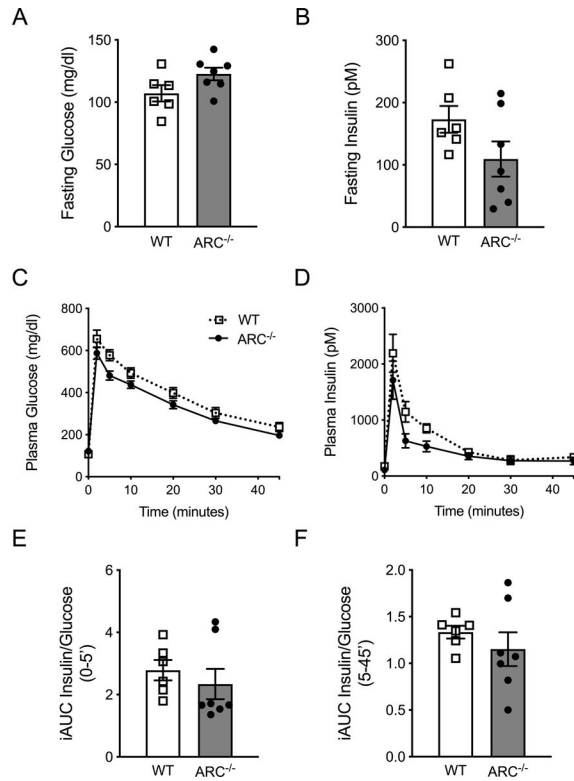 A
Fasting Glucose (mg/dl)
150
100
50
0
WT
ARC-/-
B
Fasting Insulin (pM)
300
200
100
0
WT
ARC-/-
C
Plasma Glucose (mg/dl)
800
600
400
200
0
0
10
20
30
40
Time (minutes)
WT
ARC-/-
D
Plasma Insulin (pM)
3000
2000
1000
0
0
10
20
30
40
Time (minutes)
E
iAUC Insulin/Glucose
(0-5')
6
4
2
0
WT
ARC-/-
F
iAUC Insulin/Glucose
(5-45')
2.0
1.5
1.0
0.5
0.0
WT
ARC-/-